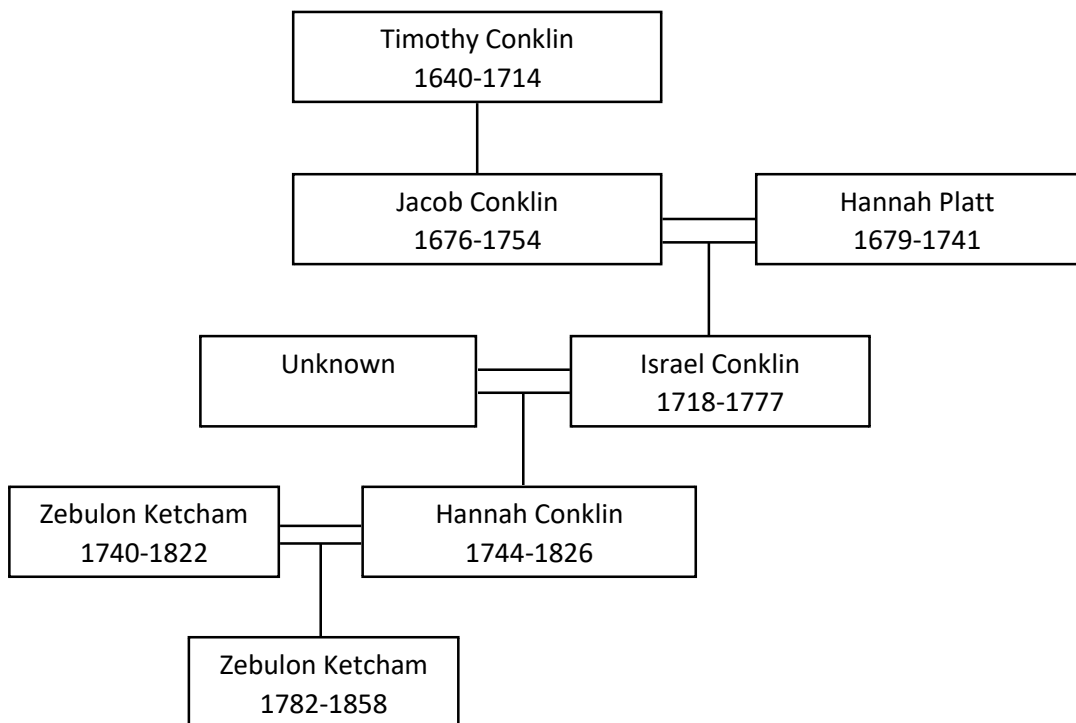 Timothy Conklin
1640-1714
Jacob Conklin
1676-1754
Hannah Platt
1679-1741
Unknown
Israel Conklin
1718-1777
Zebulon Ketcham
1740-1822
Hannah Conklin
1744-1826
Zebulon Ketcham
1782-1858